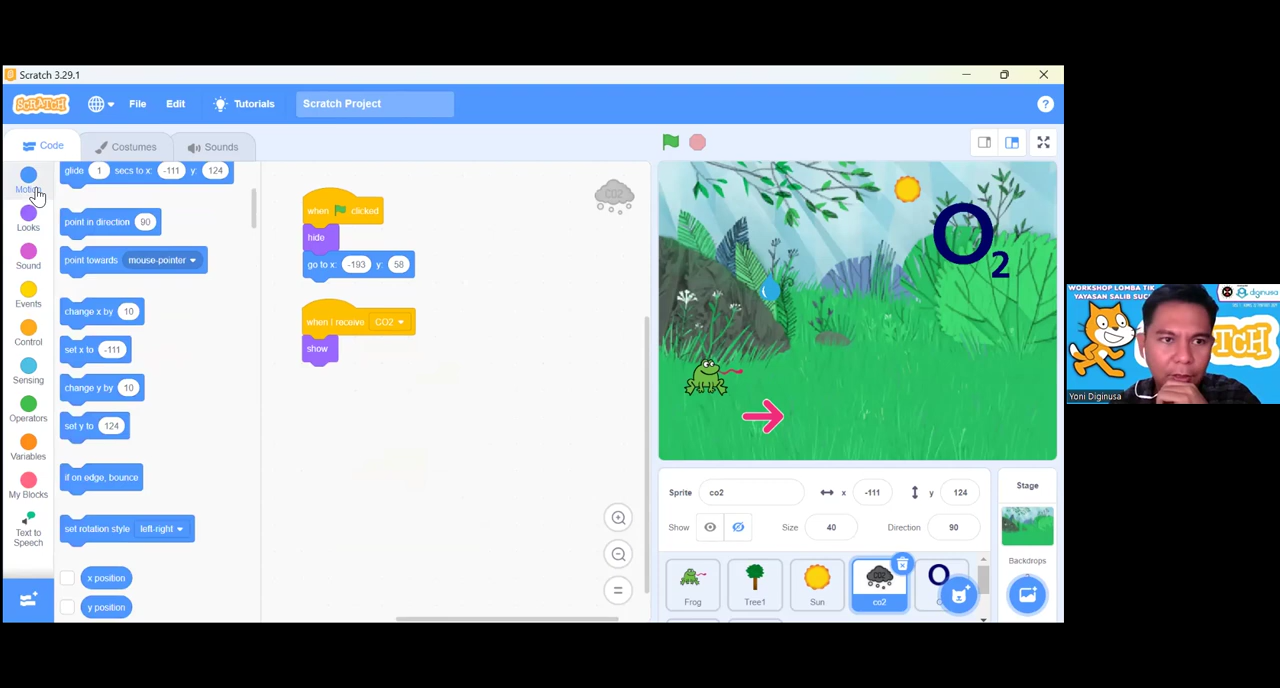 Scratch 3.29.1
SCRATCH
File
Edit
Tutorials
Scratch Project
?
Code
Costumes
Sounds
Motion
Looks
Sound
Events
Control
Sensing
Operators
Variables
My Blocks
Text to
Speech
glide 1 secs to x: -111 y: 124
point in direction 90
point towards mouse-pointer
change x by 10
set x to -111
change y by 10
set y to 124
if on edge, bounce
set rotation style left-right
x position
y position
when clicked
hide
go to x: -193 y: 58
when I receive CO2
show
CO2
O2
Sprite co2
x -111
y 124
Show
Size 40
Direction 90
Frog
Tree1
Sun
CO2
co2
O
Stage
Backdrops
WORKSHOP LOMBA TIK
YAYASAN SALIB SUC
diginusa
TCH
Yoni Diginusa